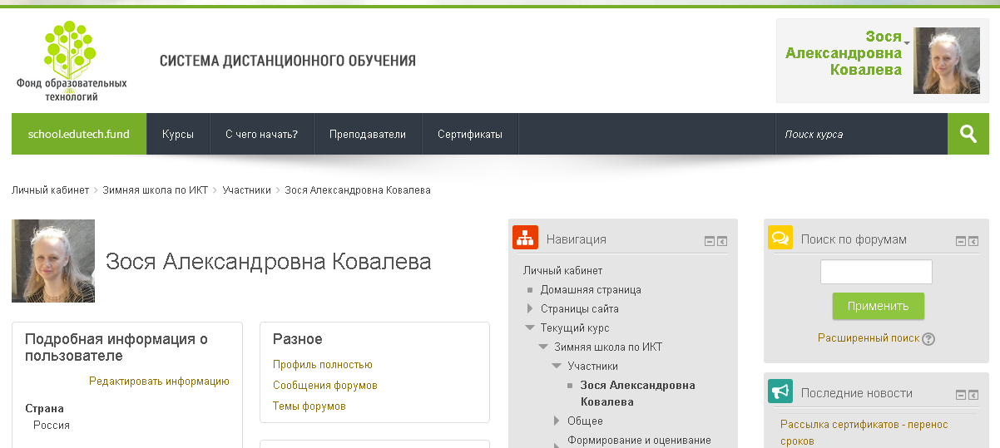 Фонд образовательных
технологий
СИСТЕМА ДИСТАНЦИОННОГО ОБУЧЕНИЯ
Зося
Александровна
Ковалева
school.edutech.fund
Курсы
С чего начать?
Преподаватели
Сертификаты
Поиск курса
Личный кабинет > Зимняя школа по ИКТ > Участники > Зося Александровна Ковалева
Зося Александровна Ковалева
Подробная информация о
пользователе
Редактировать информацию
Страна
Россия
Разное
Профиль полностью
Сообщения форумов
Темы форумов
Навигация
Личный кабинет
Домашняя страница
Страницы сайта
Текущий курс
Зимняя школа по ИКТ
Участники
Зося Александровна
Ковалева
Общее
Формирование и оценивание
Поиск по форумам
Применить
Расширенный поиск ?
Последние новости
Рассылка сертификатов - перенос
сроков